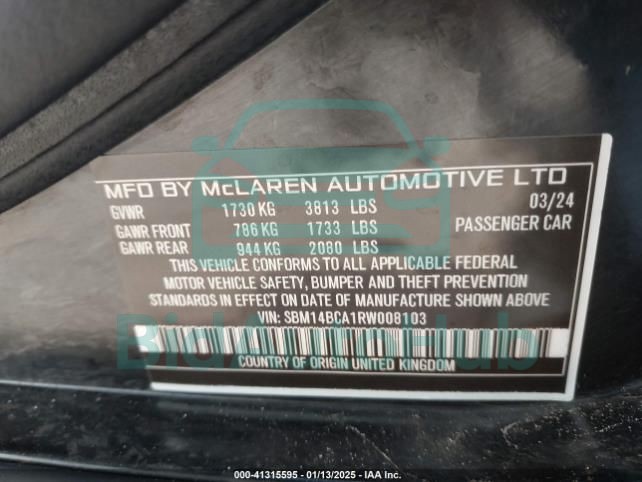 MFD BY McLAREN AUTOMOTIVE LTD
03/24
GVWR 1730 KG 3813 LBS
GAWR FRONT 786 KG 1733 LBS PASSENGER CAR
GAWR REAR 944 KG 2080 LBS
THIS VEHICLE CONFORMS TO ALL APPLICABLE FEDERAL
MOTOR VEHICLE SAFETY, BUMPER AND THEFT PREVENTION
STANDARDS IN EFFECT ON DATE OF MANUFACTURE SHOWN ABOVE
VIN: SBM14BCA1RW008103
BidAutoHub
COUNTRY OF ORIGIN UNITED KINGDOM
000-41315595 - 01/13/2025 - IAA Inc.